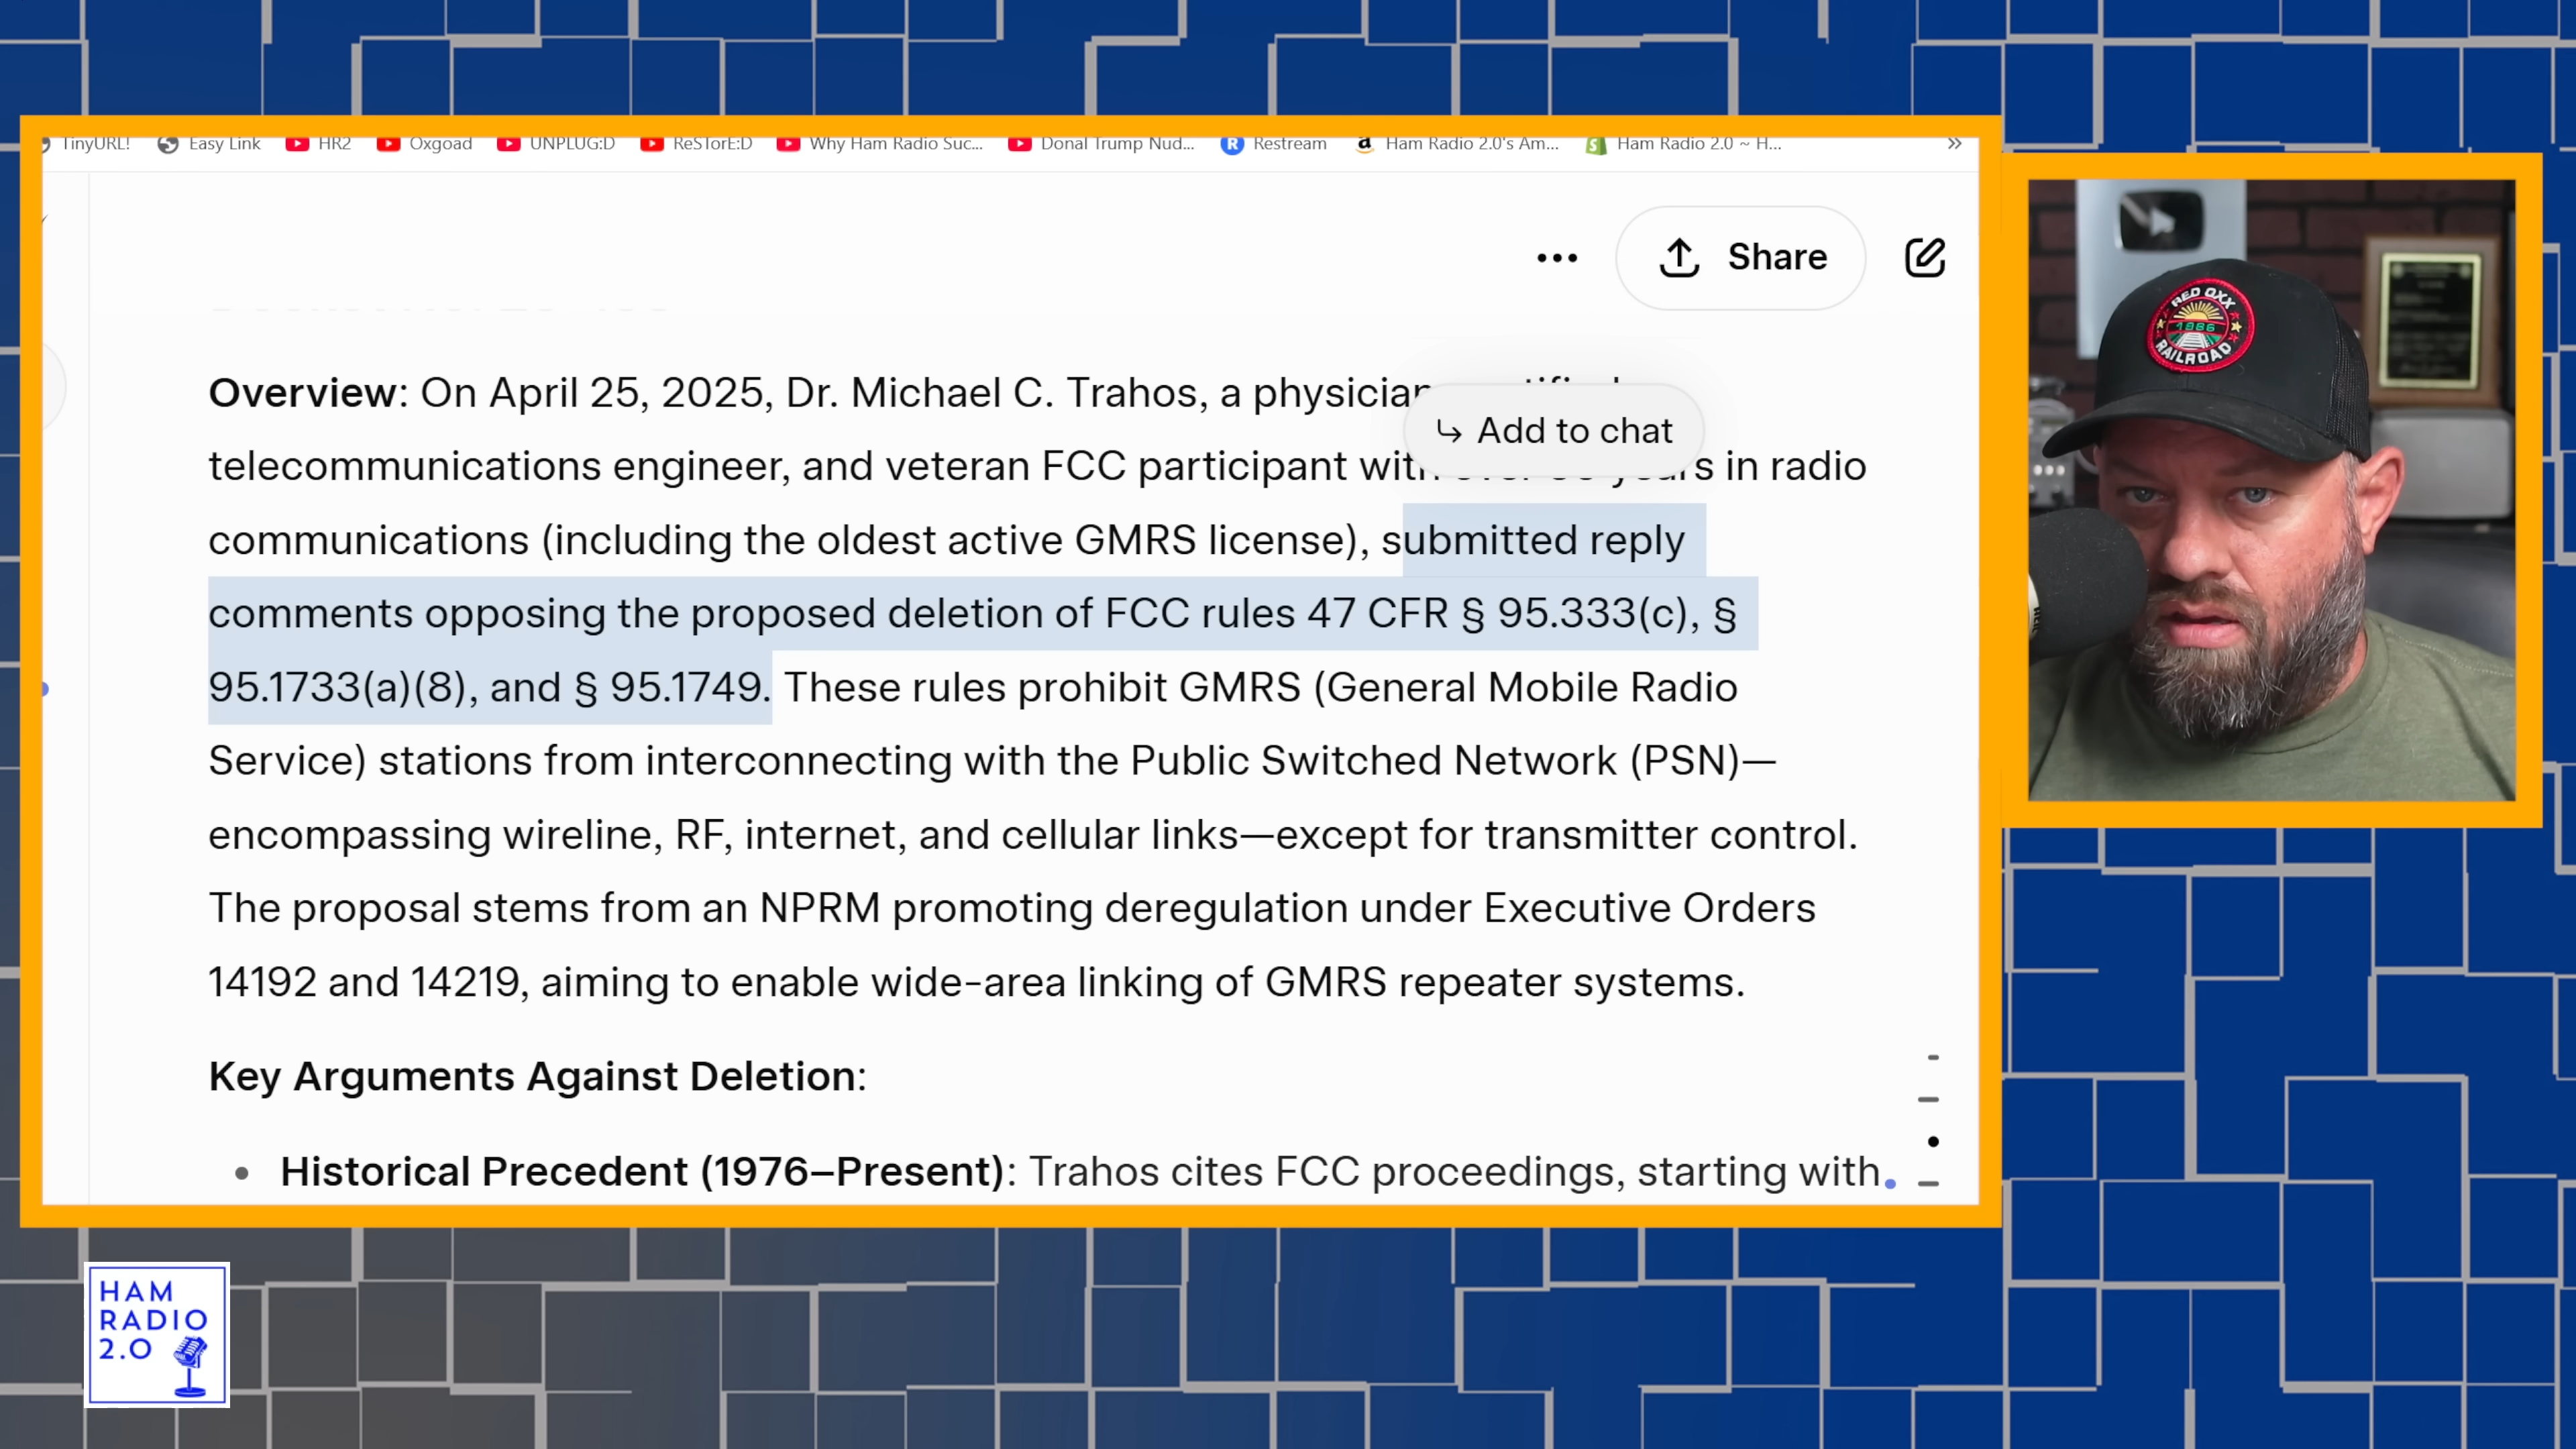 TinyURL!
Easy Link
HR2
Oxgoad
UNPLUG:D
ReSTorE:D
Why Ham Radio Suc...
Donal Trump Nud...
Restream
Ham Radio 2.0's Am...
Ham Radio 2.0 ~ H...
»
Share
Overview: On April 25, 2025, Dr. Michael C. Trahos, a physician
Add to chat
telecommunications engineer, and veteran FCC participant with years in radio
communications (including the oldest active GMRS license), submitted reply
comments opposing the proposed deletion of FCC rules 47 CFR § 95.333(c), §
95.1733(a)(8), and § 95.1749. These rules prohibit GMRS (General Mobile Radio
Service) stations from interconnecting with the Public Switched Network (PSN)—
encompassing wireline, RF, internet, and cellular links—except for transmitter control.
The proposal stems from an NPRM promoting deregulation under Executive Orders
14192 and 14219, aiming to enable wide-area linking of GMRS repeater systems.
Key Arguments Against Deletion:
• Historical Precedent (1976–Present): Trahos cites FCC proceedings, starting with
RED OXX
1986
RAILROAD
HAM
RADIO
2.0